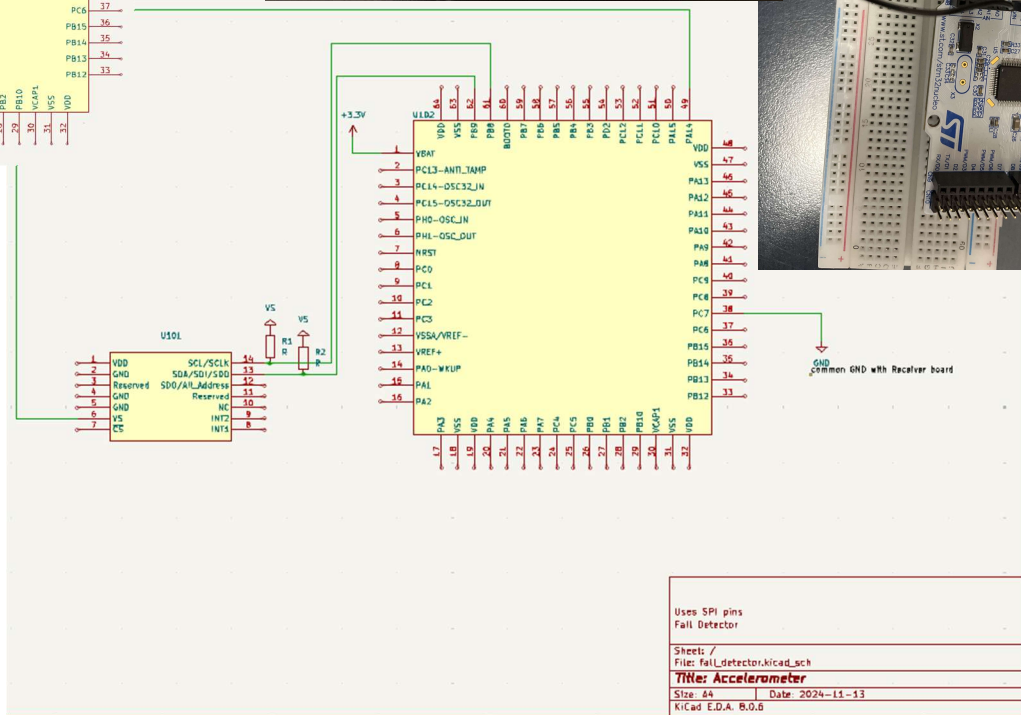 PC6 37
PB15 36
PB14 35
PB13 34
PB12 33
PB2
PB10
VCAP1
VSS
VDD
29
30
31
32
www.st.com/stm32nucleo
+3.3V
64 63 62 61 60 59 58 57 56 55 54 53 52 51 50 49
VDD
VSS
PB9
PB8
BOOT0
PB7
PB6
PB5
PB4
PB3
PD2
PC12
PC11
PC10
PA15
PA14
1 VBAT
2 PC13-ANTI_TAMP
3 PC14-OSC32_IN
4 PC15-OSC32_OUT
5 PH0-OSC_IN
6 PH1-OSC_OUT
7 NRST
8 PC0
9 PC1
10 PC2
11 PC3
12 VSSA/VREF-
13 VREF+
14 PA0-WKUP
15 PA1
16 PA2
VDD 48
VSS 47
PA13 46
PA12 45
PA11 44
PA10 43
PA9 42
PA8 41
PC9 40
PC8 39
PC7 38
PC6 37
PB15 36
PB14 35
PB13 34
PB12 33
PA3
VSS
VDD
PA4
PA5
PA6
PA7
PC4
PC5
PB0
PB1
PB2
PB10
VCAP1
VSS
VDD
17 18 19 20 21 22 23 24 25 26 27 28 29 30 31 32
GND
common GND with Receiver board
VS
VS
R1
R
R2
R
U101
1 VDD
2 GND
3 Reserved
4 GND
5 GND
6 VS
7 CS
SCL/SCLK 14
SDA/SDI/SDO 13
SDO/Alt_Address 12
Reserved 11
NC 10
INT2 9
INT1 8
Uses SPI pins
Fall Detector
Sheet: /
File: fall_detector.kicad_sch
Title: Accelerometer
Size: A4
Date: 2024-11-13
KiCad E.D.A. 8.0.6